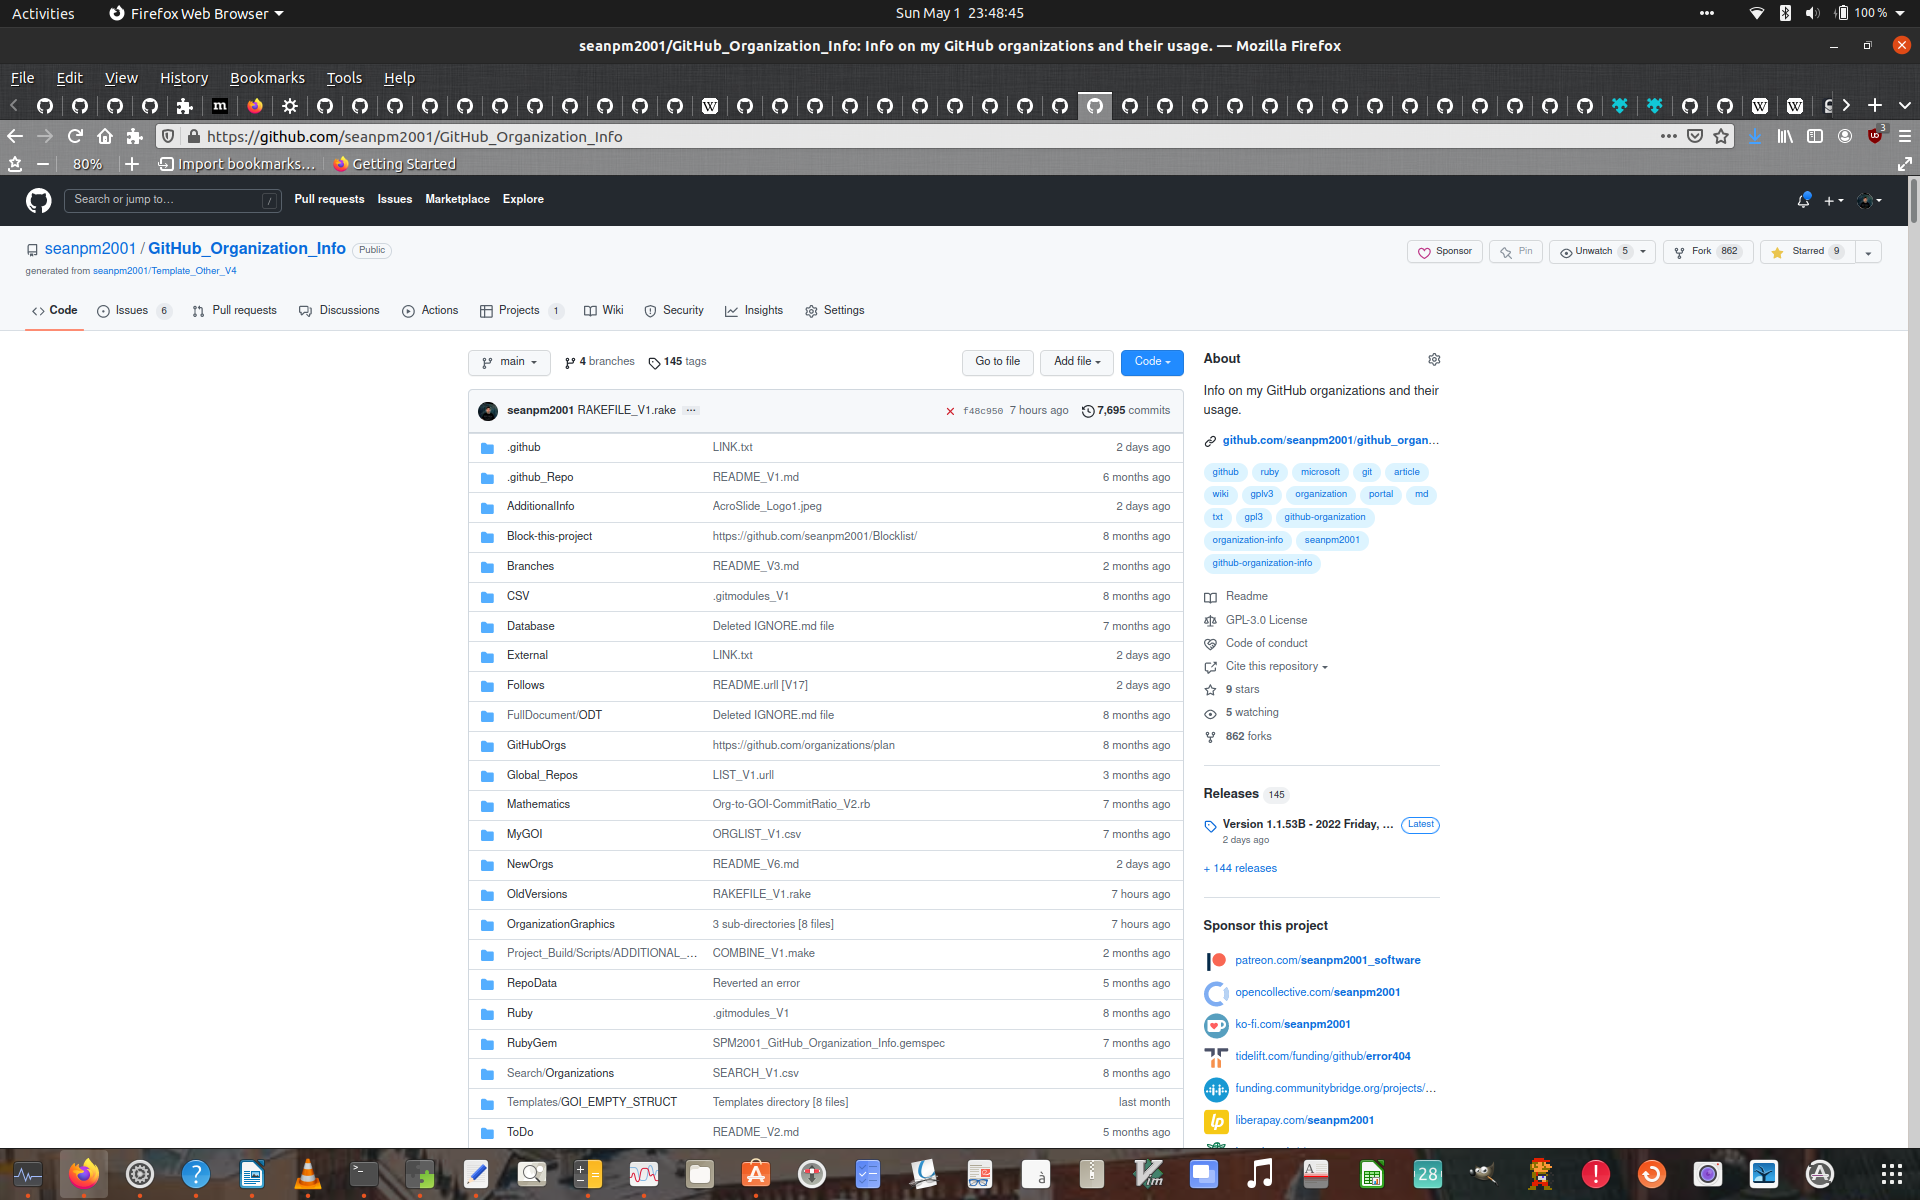 Activities Firefox Web Browser Sun May 1 23:48:45 100 %
seanpm2001/GitHub_Organization_Info: Info on my GitHub organizations and their usage. — Mozilla Firefox
File Edit View History Bookmarks Tools Help
https://github.com/seanpm2001/GitHub_Organization_Info 3
80% Import bookmarks... Getting Started
Search or jump to... / Pull requests Issues Marketplace Explore
seanpm2001 / GitHub_Organization_Info Public Sponsor Pin Unwatch 5 Fork 862 Starred 9
generated from seanpm2001/Template_Other_V4
Code Issues 6 Pull requests Discussions Actions Projects 1 Wiki Security Insights Settings
main 4 branches 145 tags Go to file Add file Code
seanpm2001 RAKEFILE_V1.rake ... f48c950 7 hours ago 7,695 commits
.github LINK.txt 2 days ago
.github_Repo README_V1.md 6 months ago
AdditionalInfo AcroSlide_Logo1.jpeg 2 days ago
Block-this-project https://github.com/seanpm2001/Blocklist/ 8 months ago
Branches README_V3.md 2 months ago
CSV .gitmodules_V1 8 months ago
Database Deleted IGNORE.md file 7 months ago
External LINK.txt 2 days ago
Follows README.urll [V17] 2 days ago
FullDocument/ODT Deleted IGNORE.md file 8 months ago
GitHubOrgs https://github.com/organizations/plan 8 months ago
Global_Repos LIST_V1.urll 3 months ago
Mathematics Org-to-GOI-CommitRatio_V2.rb 7 months ago
MyGOI ORGLIST_V1.csv 7 months ago
NewOrgs README_V6.md 2 days ago
OldVersions RAKEFILE_V1.rake 7 hours ago
OrganizationGraphics 3 sub-directories [8 files] 7 hours ago
Project_Build/Scripts/ADDITIONAL_... COMBINE_V1.make 2 months ago
RepoData Reverted an error 5 months ago
Ruby .gitmodules_V1 8 months ago
RubyGem SPM2001_GitHub_Organization_Info.gemspec 7 months ago
Search/Organizations SEARCH_V1.csv 8 months ago
Templates/GOI_EMPTY_STRUCT Templates directory [8 files] last month
ToDo README_V2.md 5 months ago
About
Info on my GitHub organizations and their
usage.
github.com/seanpm2001/github_organ...
github ruby microsoft git article
wiki gplv3 organization portal md
txt gpl3 github-organization
organization-info seanpm2001
github-organization-info
Readme
GPL-3.0 License
Code of conduct
Cite this repository
9 stars
5 watching
862 forks
Releases 145
Version 1.1.53B - 2022 Friday, ... Latest
2 days ago
+ 144 releases
Sponsor this project
patreon.com/seanpm2001_software
opencollective.com/seanpm2001
ko-fi.com/seanpm2001
tidelift.com/funding/github/error404
funding.communitybridge.org/projects/...
liberapay.com/seanpm2001
28